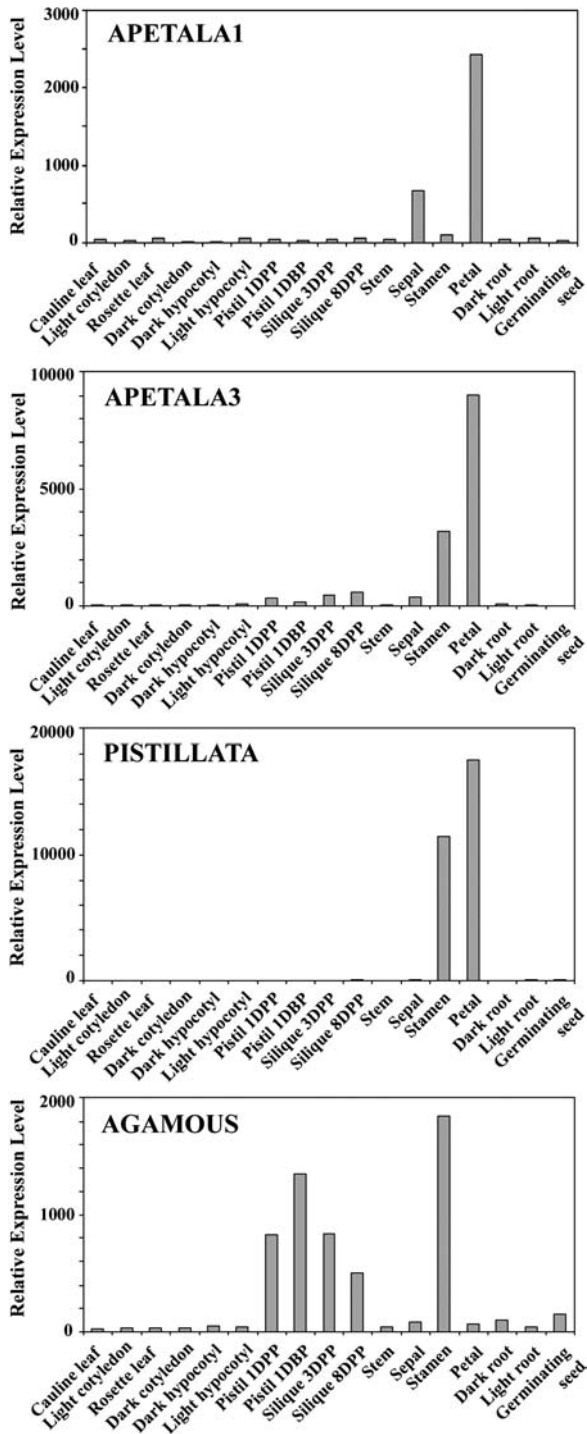 APETALA1
Relative Expression Level
3000
2000
1000
0
Cauline leaf
Light cotyledon
Rosette leaf
Dark cotyledon
Dark hypocotyl
Light hypocotyl
Pistil 1DPP
Pistil 1DBP
Silique 3DPP
Silique 8DPP
Stem
Sepal
Stamen
Petal
Dark root
Light root
Germinating
seed
APETALA3
Relative Expression Level
10000
5000
0
Cauline leaf
Light cotyledon
Rosette leaf
Dark cotyledon
Dark hypocotyl
Light hypocotyl
Pistil 1DPP
Pistil 1DBP
Silique 3DPP
Silique 8DPP
Stem
Sepal
Stamen
Petal
Dark root
Light root
Germinating
seed
PISTILLATA
Relative Expression Level
20000
10000
0
Cauline leaf
Light cotyledon
Rosette leaf
Dark cotyledon
Dark hypocotyl
Light hypocotyl
Pistil 1DPP
Pistil 1DBP
Silique 3DPP
Silique 8DPP
Stem
Sepal
Stamen
Petal
Dark root
Light root
Germinating
seed
AGAMOUS
Relative Expression Level
2000
1000
0
Cauline leaf
Light cotyledon
Rosette leaf
Dark cotyledon
Dark hypocotyl
Light hypocotyl
Pistil 1DPP
Pistil 1DBP
Silique 3DPP
Silique 8DPP
Stem
Sepal
Stamen
Petal
Dark root
Light root
Germinating
seed